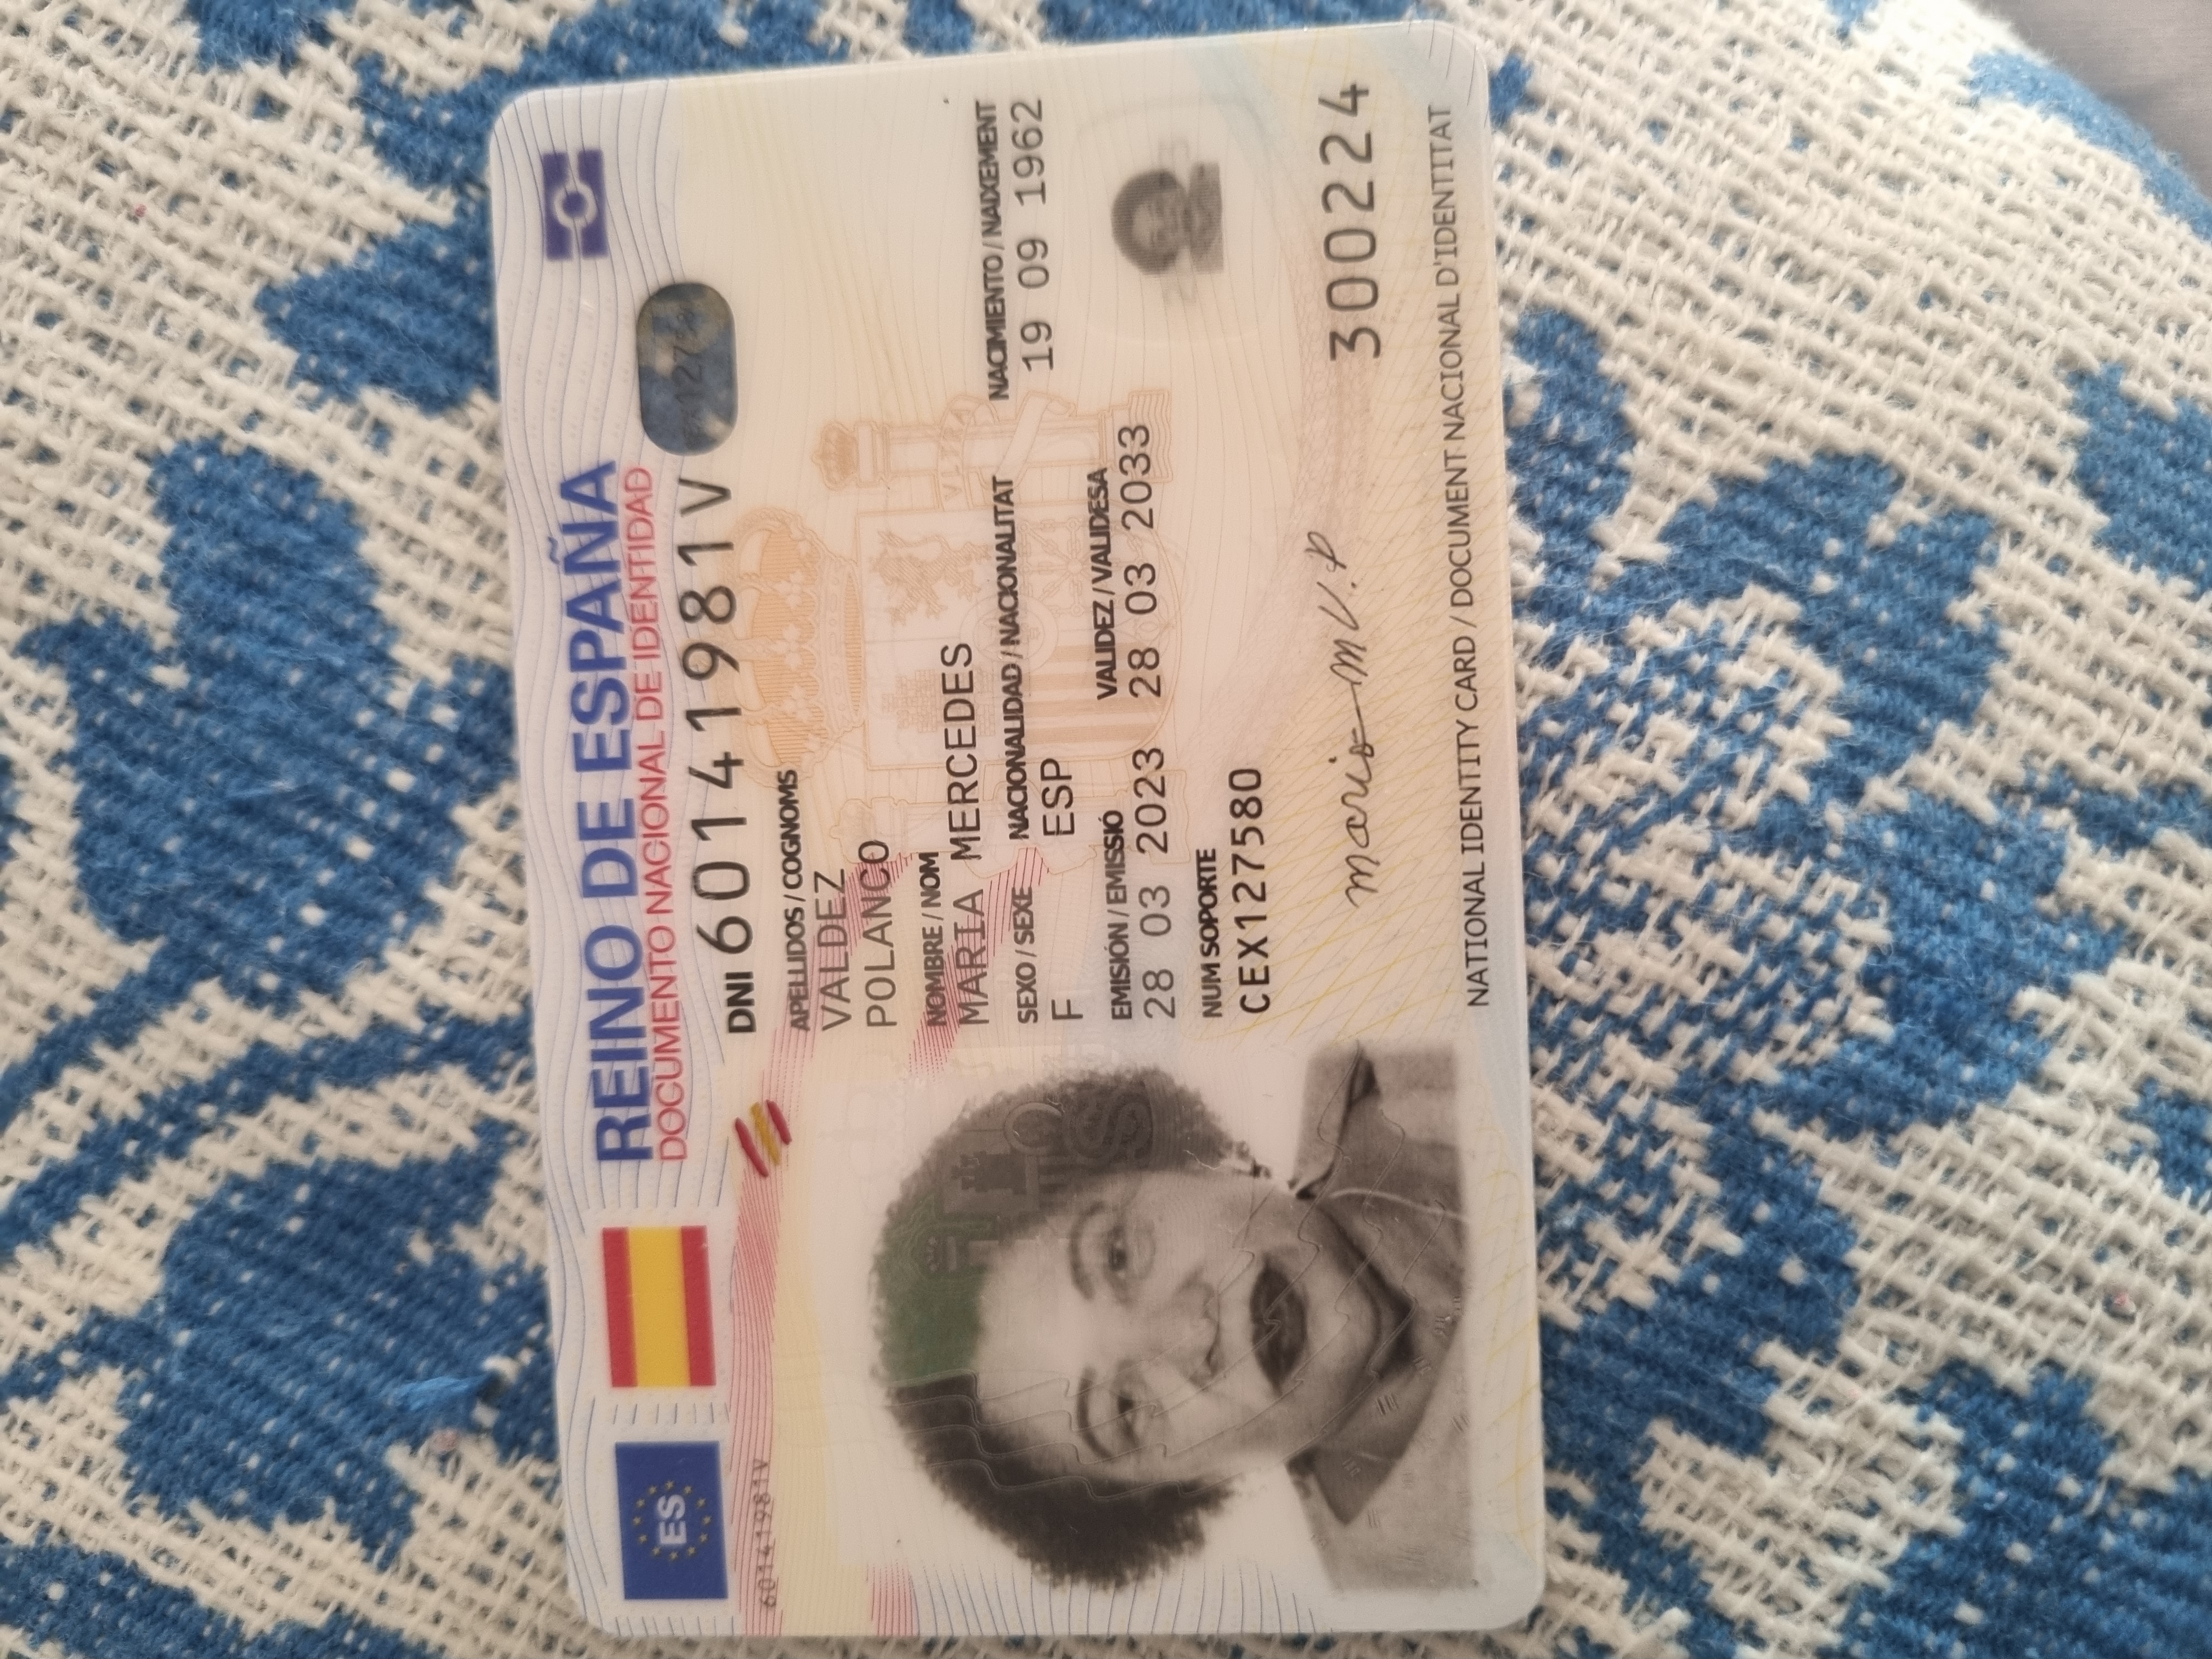 ES
REINO DE ESPAÑA
DOCUMENTO NACIONAL DE IDENTIDAD
60141981V
DNI 60141981V
APELLIDOS / COGNOMS
VALDEZ
POLANCO
NOMBRE / NOM
MARIA MERCEDES
SEXO / SEXE NACIONALIDAD / NACIONALITAT NACIMIENTO / NAIXEMENT
F ESP 19 09 1962
EMISIÓN / EMISSIÓ VALIDEZ / VALIDESA
28 03 2023 28 03 2033
NUM SOPORTE
CEX127580
Maria M V. P
300224
NATIONAL IDENTITY CARD / DOCUMENT NACIONAL D'IDENTITAT